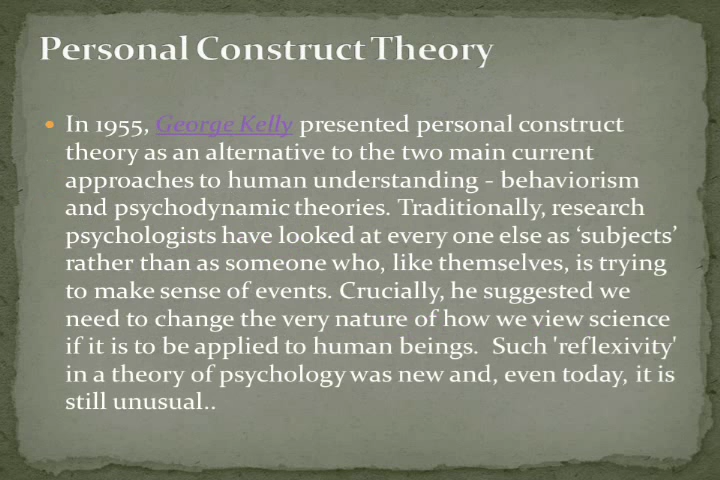 Personal Construct Theory
• In 1955, George Kelly presented personal construct
theory as an alternative to the two main current
approaches to human understanding - behaviorism
and psychodynamic theories. Traditionally, research
psychologists have looked at every one else as ‘subjects’
rather than as someone who, like themselves, is trying
to make sense of events. Crucially, he suggested we
need to change the very nature of how we view science
if it is to be applied to human beings.  Such 'reflexivity'
in a theory of psychology was new and, even today, it is
still unusual..